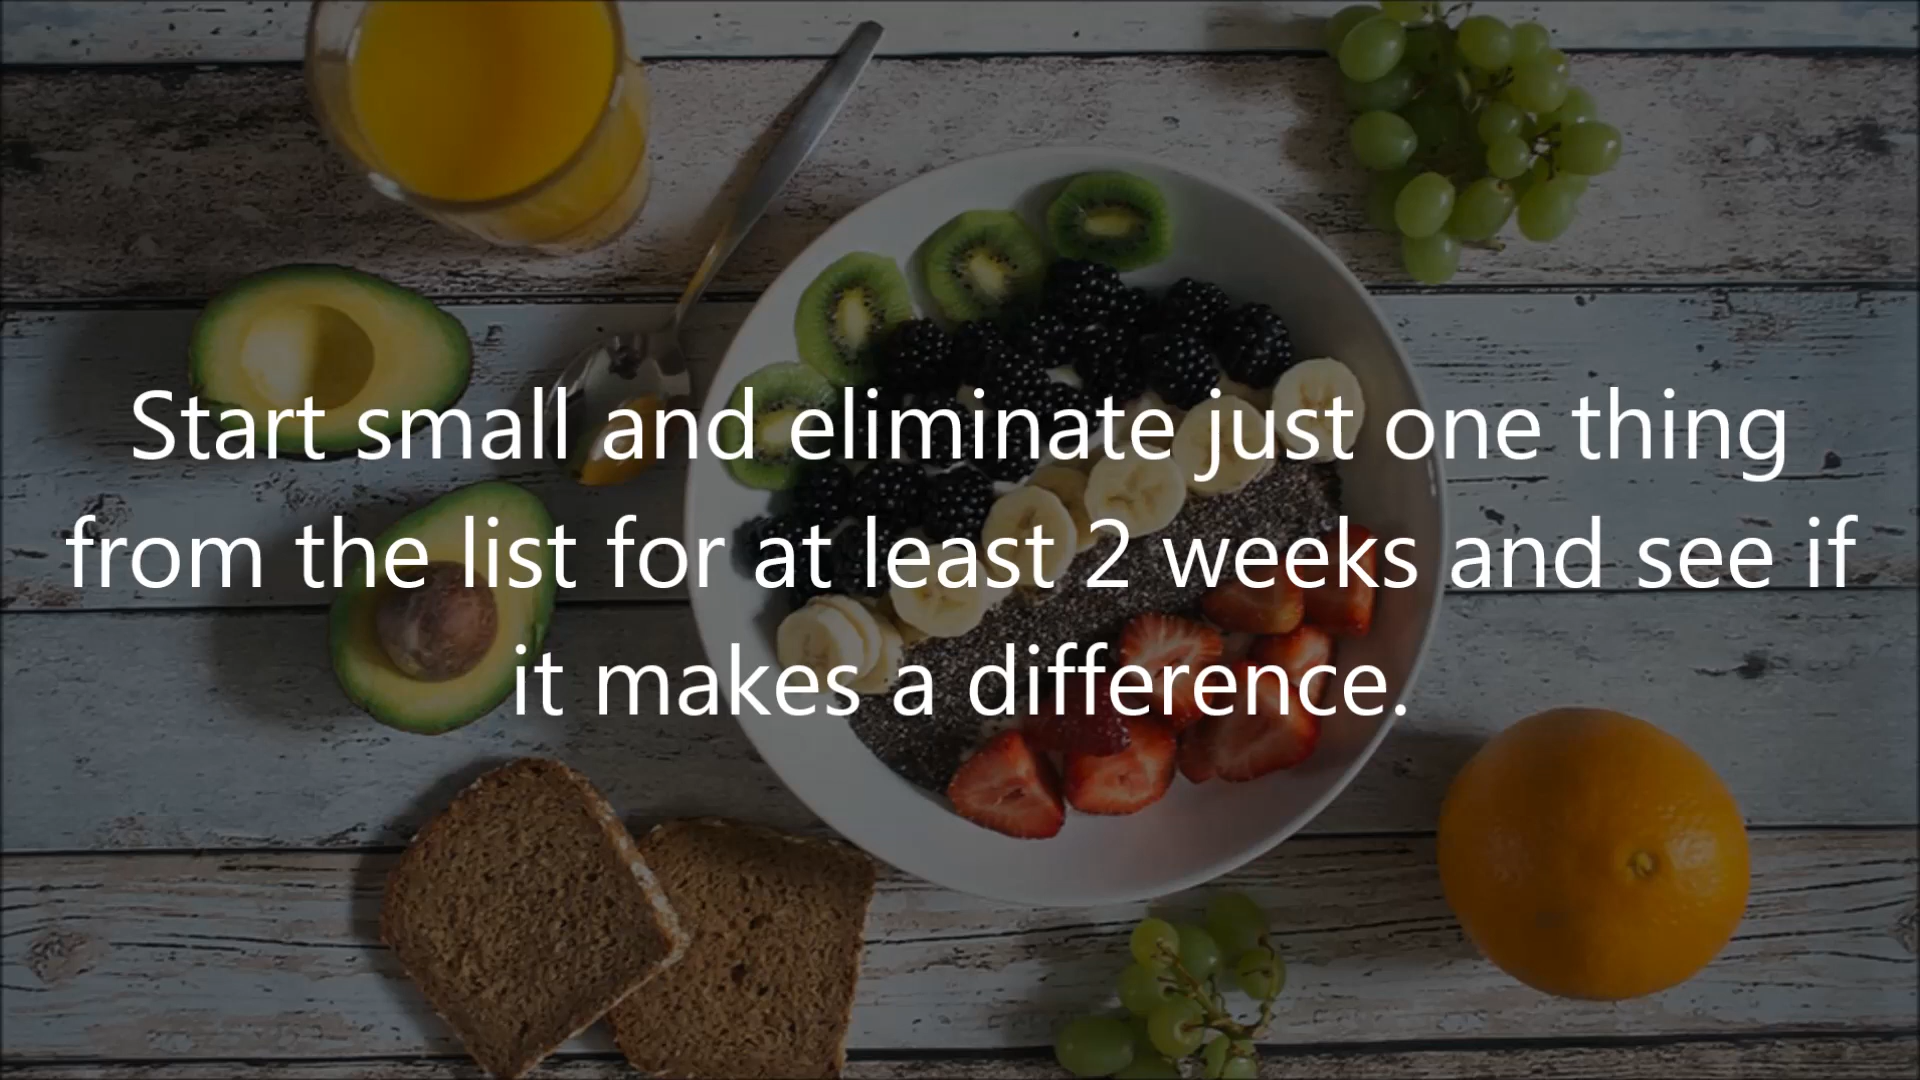 Start small and eliminate just one thing
from the list for at least 2 weeks and see if
it makes a difference.